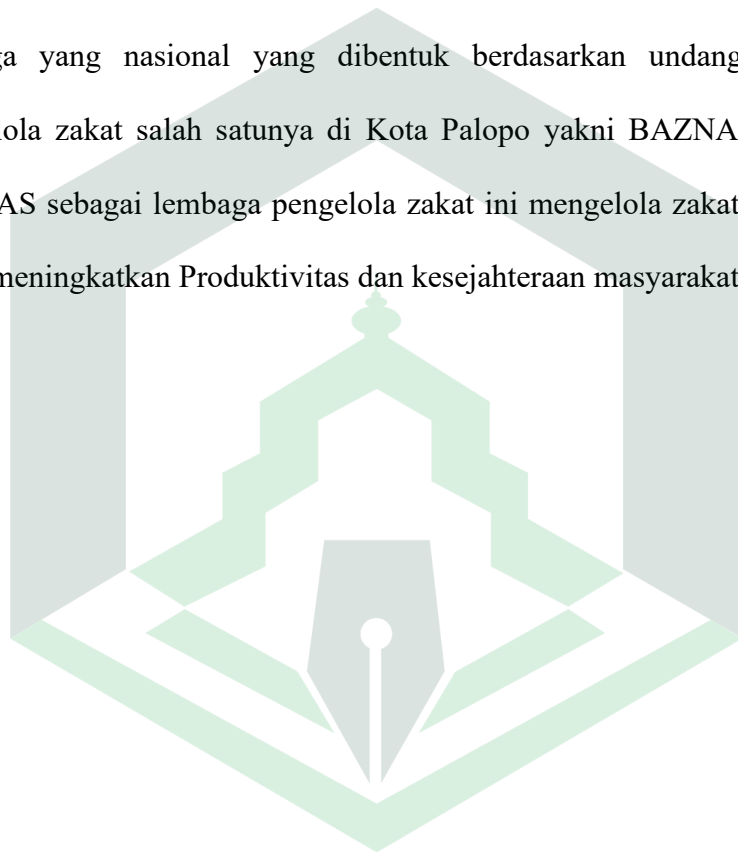 ga yang nasional yang dibentuk berdasarkan undang
lola zakat salah satunya di Kota Palopo yakni BAZNA
AS sebagai lembaga pengelola zakat ini mengelola zakat
meningkatkan Produktivitas dan kesejahteraan masyarakat